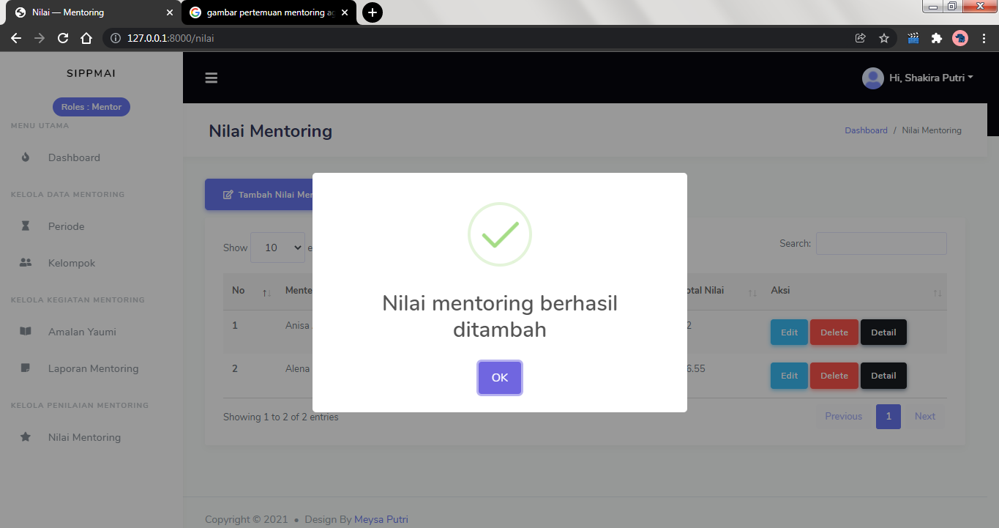 Nilai — Mentoring
gambar pertemuan mentoring ag
127.0.0.1:8000/nilai
SIPPMAI
Hi, Shakira Putri
Roles : Mentor
MENU UTAMA
Dashboard
KELOLA DATA MENTORING
Periode
Kelompok
KELOLA KEGIATAN MENTORING
Amalan Yaumi
Laporan Mentoring
KELOLA PENILAIAN MENTORING
Nilai Mentoring
Nilai Mentoring
Dashboard / Nilai Mentoring
Tambah Nilai Mer
Show 10 e
Search:
No Mente otal Nilai Aksi
1 Anisa 2 Edit Delete Detail
2 Alena 6.55 Edit Delete Detail
Showing 1 to 2 of 2 entries
Previous 1 Next
Nilai mentoring berhasil
ditambah
OK
Copyright © 2021 • Design By Meysa Putri